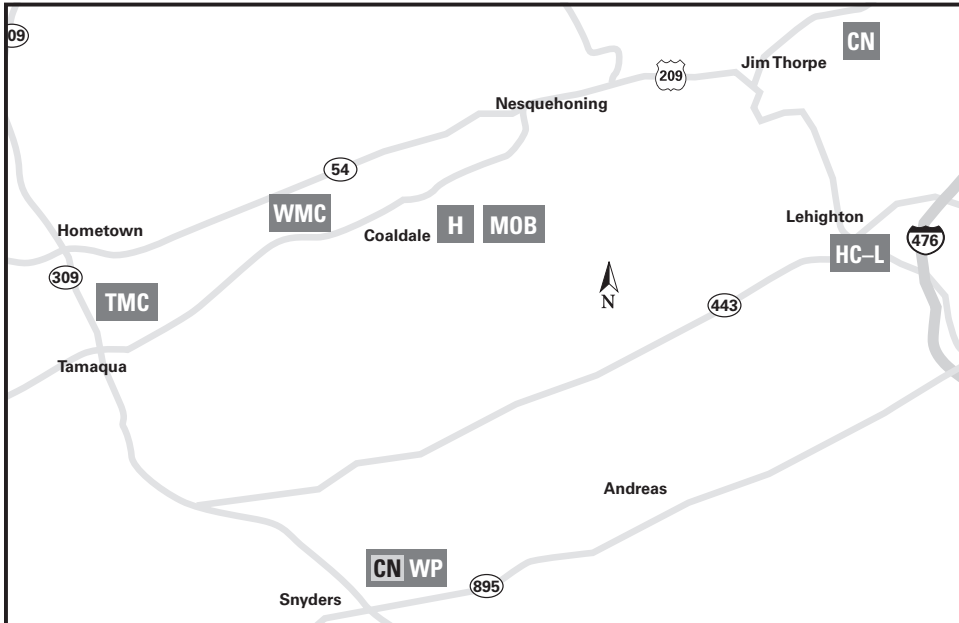 09
CN
Jim Thorpe
209
Nesquehoning
54
WMC
Lehighton
Hometown
Coaldale
H
MOB
476
HC–L
309
TMC
N
443
Tamaqua
Andreas
CN WP
895
Snyders